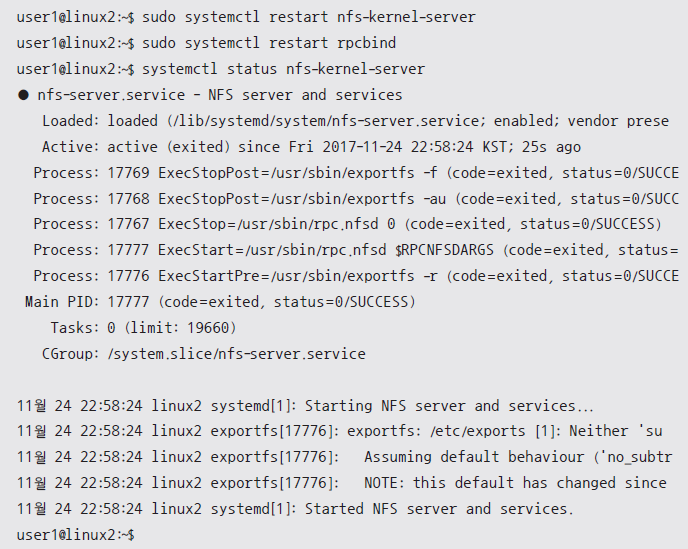 user1@linux2:~$ sudo systemctl restart nfs-kernel-server
user1@linux2:~$ sudo systemctl restart rpcbind
user1@linux2:~$ systemctl status nfs-kernel-server
● nfs-server.service - NFS server and services
Loaded: loaded (/lib/systemd/system/nfs-server.service; enabled; vendor prese
Active: active (exited) since Fri 2017-11-24 22:58:24 KST; 25s ago
Process: 17769 ExecStopPost=/usr/sbin/exportfs -f (code=exited, status=0/SUCCE
Process: 17768 ExecStopPost=/usr/sbin/exportfs -au (code=exited, status=0/SUCC
Process: 17767 ExecStop=/usr/sbin/rpc.nfsd 0 (code=exited, status=0/SUCCESS)
Process: 17777 ExecStart=/usr/sbin/rpc.nfsd $RPCNFSDARGS (code=exited, status=
Process: 17776 ExecStartPre=/usr/sbin/exportfs -r (code=exited, status=0/SUCCE
Main PID: 17777 (code=exited, status=0/SUCCESS)
Tasks: 0 (limit: 19660)
CGroup: /system.slice/nfs-server.service
11월 24 22:58:24 linux2 systemd[1]: Starting NFS server and services...
11월 24 22:58:24 linux2 exportfs[17776]: exportfs: /etc/exports [1]: Neither 'su
11월 24 22:58:24 linux2 exportfs[17776]: Assuming default behaviour ('no_subtr
11월 24 22:58:24 linux2 exportfs[17776]: NOTE: this default has changed since
11월 24 22:58:24 linux2 systemd[1]: Started NFS server and services.
user1@linux2:~$